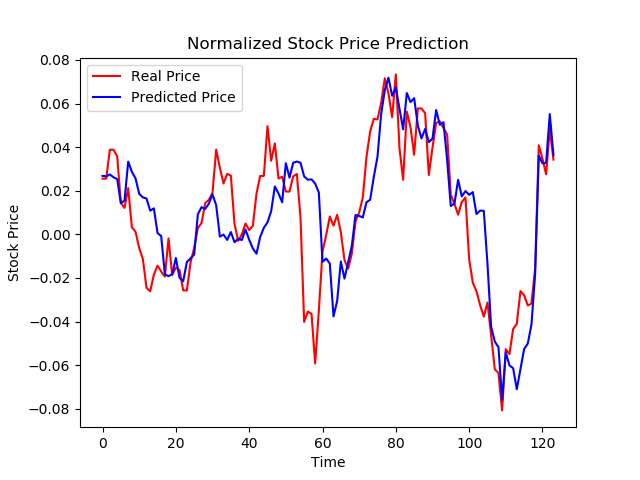 Normalized Stock Price Prediction
Real Price
Predicted Price
Stock Price
0.08
0.06
0.04
0.02
0.00
−0.02
−0.04
−0.06
−0.08
0 20 40 60 80 100 120
Time